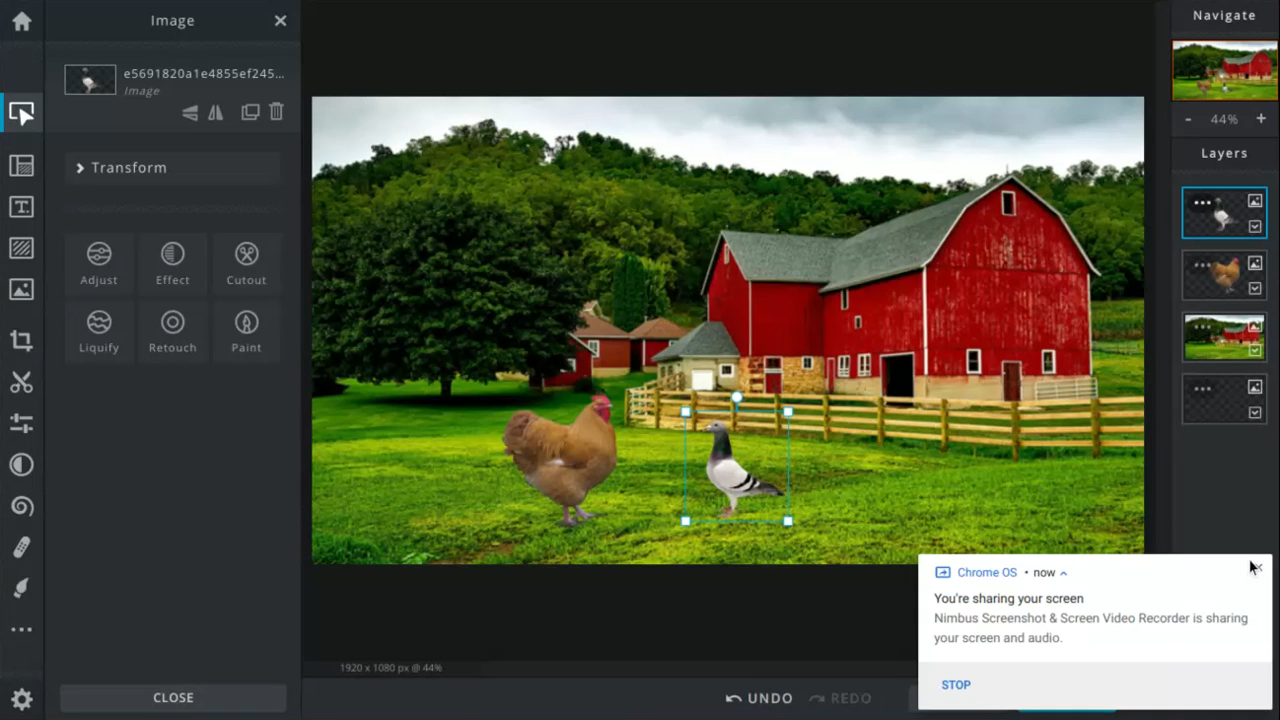 Image
e5691820a1e4855ef245...
Image
Transform
Adjust
Effect
Cutout
Liquify
Retouch
Paint
CLOSE
1920 x 1080 px @ 44%
UNDO
REDO
Navigate
- 44% +
Layers
Chrome OS • now
You're sharing your screen
Nimbus Screenshot & Screen Video Recorder is sharing
your screen and audio.
STOP